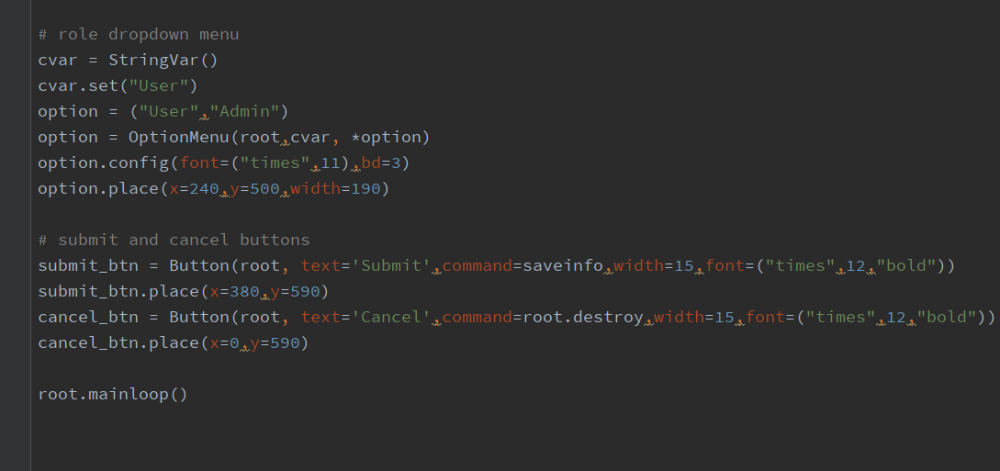 # role dropdown menu
cvar = StringVar()
cvar.set("User")
option = ("User","Admin")
option = OptionMenu(root,cvar, *option)
option.config(font=("times",11),bd=3)
option.place(x=240,y=500,width=190)
# submit and cancel buttons
submit_btn = Button(root, text='Submit',command=saveinfo,width=15,font=("times",12,"bold"))
submit_btn.place(x=380,y=590)
cancel_btn = Button(root, text='Cancel',command=root.destroy,width=15,font=("times",12,"bold"))
cancel_btn.place(x=0,y=590)
root.mainloop()